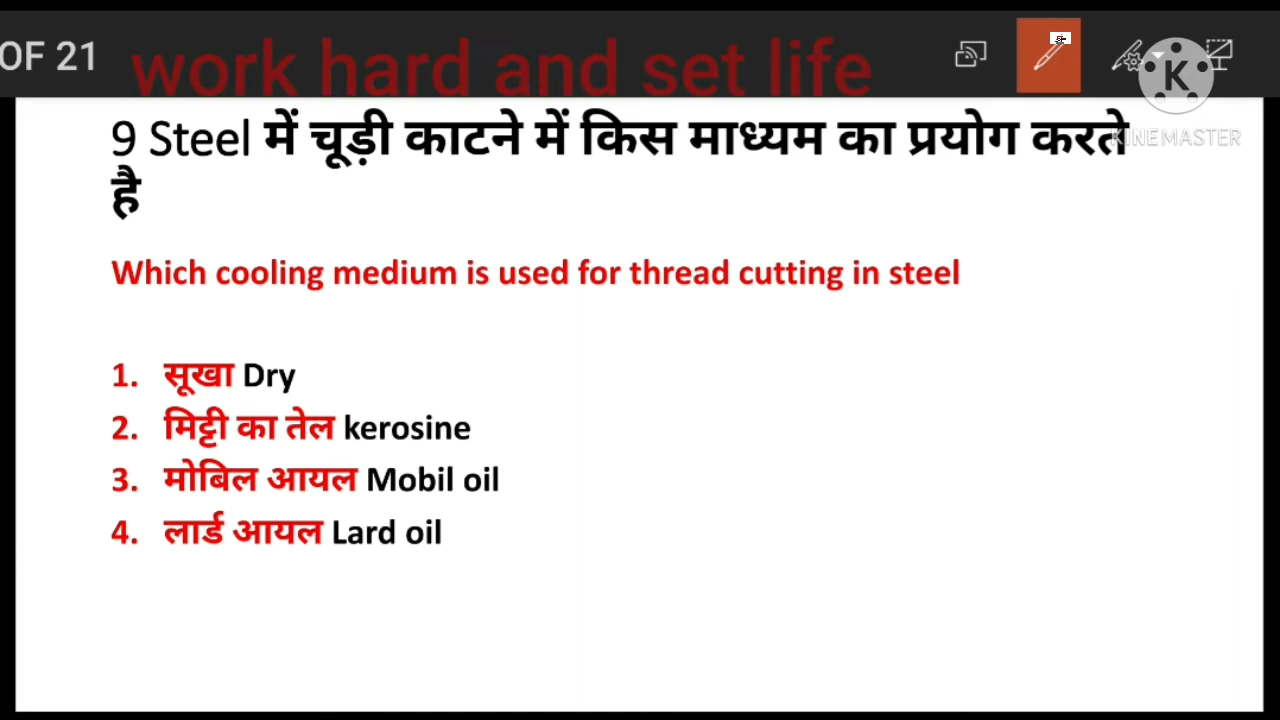 OF 21
work hard and set life
K
KINEMASTER
9 Steel में चूड़ी काटने में किस माध्यम का प्रयोग करते
है
Which cooling medium is used for thread cutting in steel
1. सूखा Dry
2. मिट्टी का तेल kerosine
3. मोबिल आयल Mobil oil
4. लार्ड आयल Lard oil